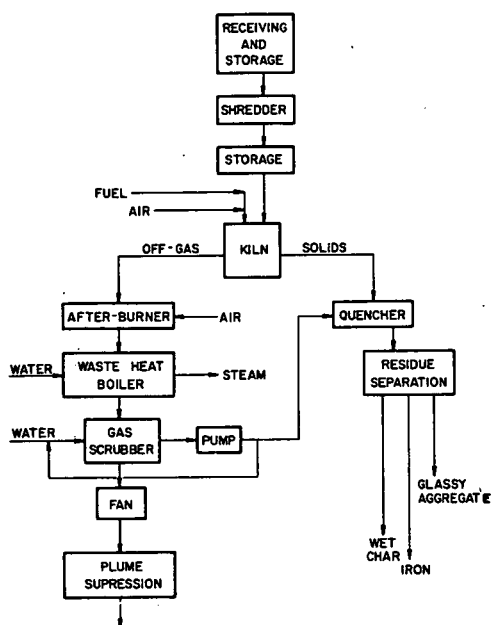 RECEIVING
AND
STORAGE
SHREDDER
STORAGE
FUEL
AIR
KILN
OFF-GAS
SOLIDS
AFTER-BURNER
AIR
QUENCHER
WATER
WASTE HEAT
BOILER
STEAM
RESIDUE
SEPARATION
WATER
GAS
SCRUBBER
PUMP
FAN
GLASSY
AGGREGATE
WET
CHAR
IRON
PLUME
SUPRESSION